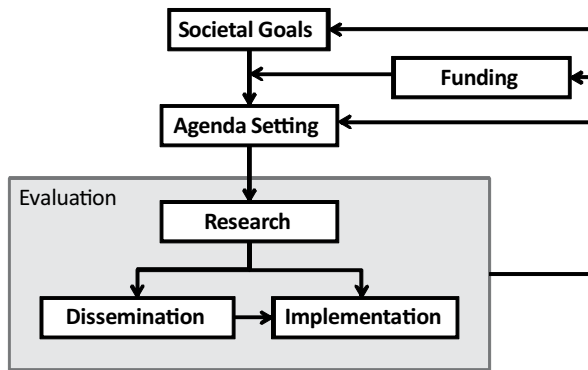 Societal Goals
Funding
Agenda Setting
Evaluation
Research
Dissemination
Implementation